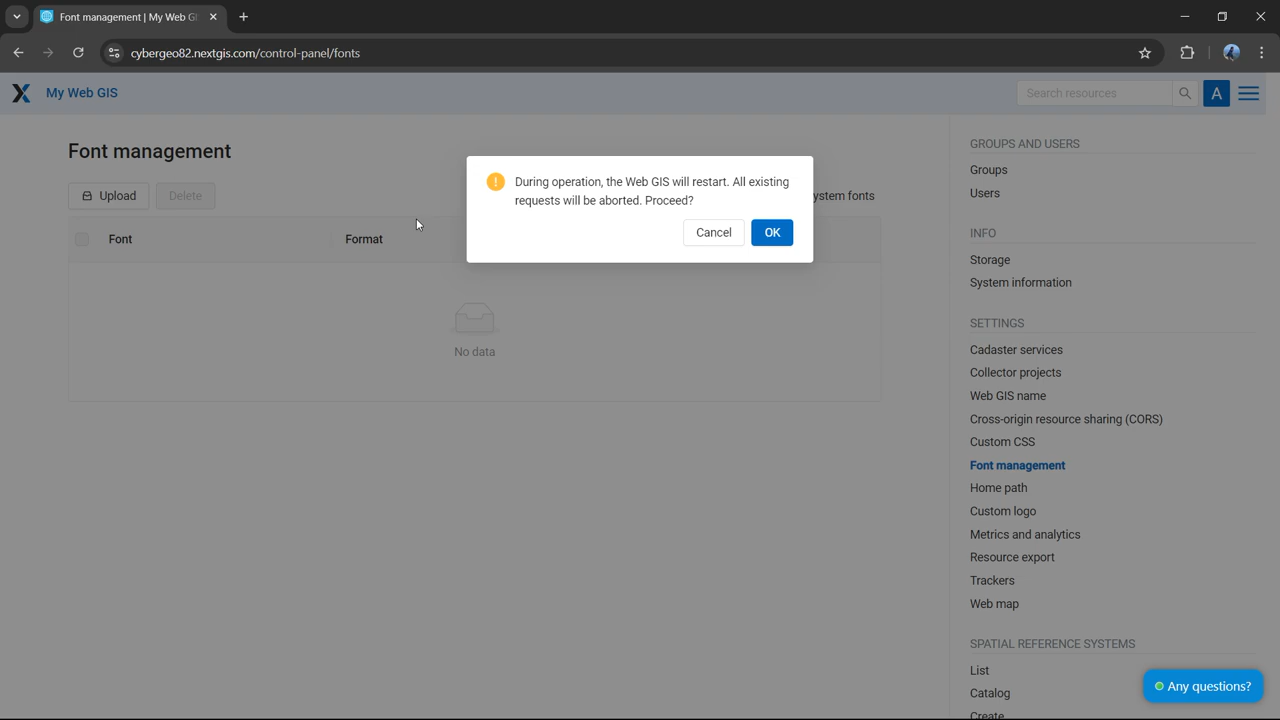 Font management | My Web GI
cybergeo82.nextgis.com/control-panel/fonts
My Web GIS
Search resources
A
Font management
Upload
Delete
ystem fonts
Font
Format
No data
During operation, the Web GIS will restart. All existing
requests will be aborted. Proceed?
Cancel
OK
GROUPS AND USERS
Groups
Users
INFO
Storage
System information
SETTINGS
Cadaster services
Collector projects
Web GIS name
Cross-origin resource sharing (CORS)
Custom CSS
Font management
Home path
Custom logo
Metrics and analytics
Resource export
Trackers
Web map
SPATIAL REFERENCE SYSTEMS
List
Catalog
Create
Any questions?